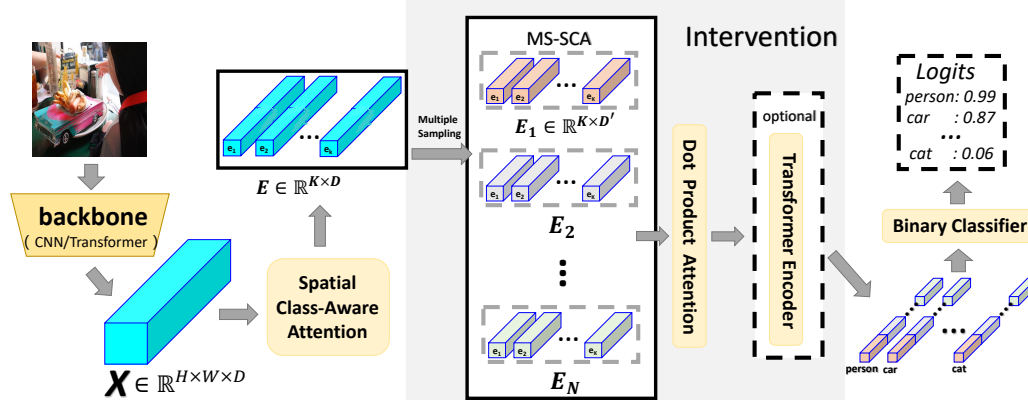 backbone
( CNN/Transformer )
X ∈ ℝ^{H×W×D}
Spatial
Class-Aware
Attention
e₁ e₂ ... eₖ
E ∈ ℝ^{K×D}
Multiple
Sampling
MS-SCA
e₁ e₂ ... eₖ
E₁ ∈ ℝ^{K×D′}
e₁ e₂ ... eₖ
E₂
e₁ e₂ ... eₖ
E_N
Intervention
Dot Product Attention
optional
Transformer Encoder
person car ... cat
Binary Classifier
Logits
person: 0.99
car : 0.87
...
cat : 0.06